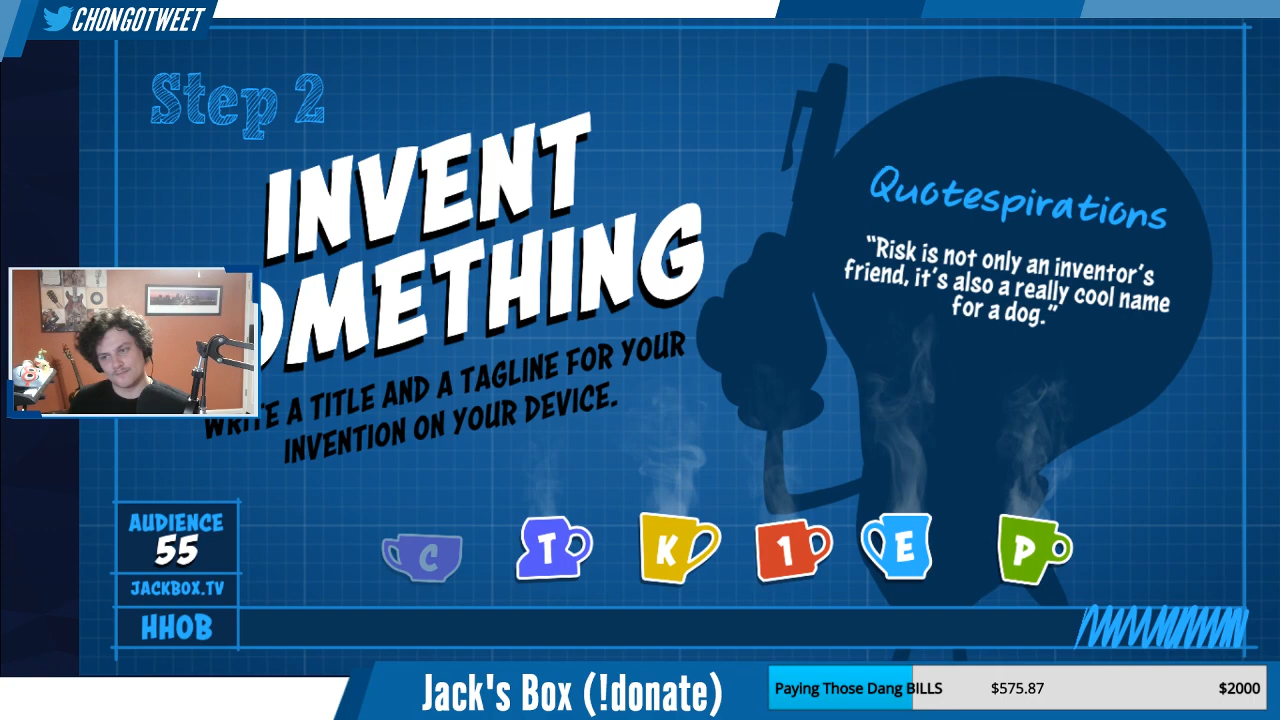 CHONGOTWEET
Step 2
INVENT
OMETHING
WRITE A TITLE AND A TAGLINE FOR YOUR
INVENTION ON YOUR DEVICE.
Quotespirations
“Risk is not only an inventor’s
friend, it’s also a really cool name
for a dog.”
C T K 1 E P
AUDIENCE
55
JACKBOX.TV
HHOB
Jack's Box (!donate)
Paying Those Dang BILLS $575.87 $2000